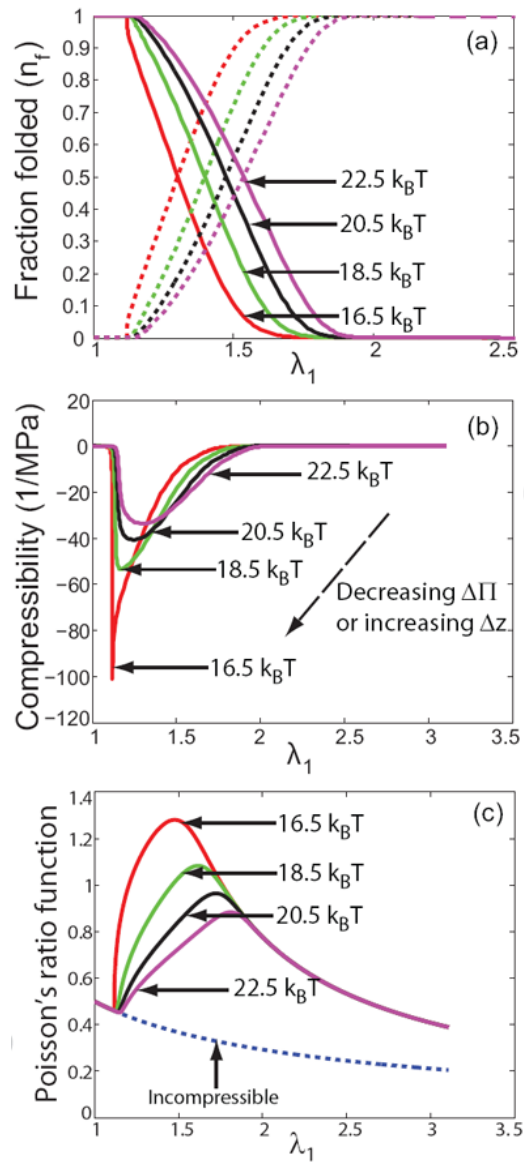 (a)
Fraction folded (n_f)
1
0.9
0.8
0.7
0.6
0.5
0.4
0.3
0.2
0.1
0
22.5 k_BT
20.5 k_BT
18.5 k_BT
16.5 k_BT
1 1.5 2 2.5
λ_1
(b)
Compressibility (1/MPa)
20
0
−20
−40
−60
−80
−100
−120
22.5 k_BT
20.5 k_BT
18.5 k_BT
Decreasing ΔΠ
or increasing Δz
16.5 k_BT
1 1.5 2 2.5 3 3.5
λ_1
(c)
Poisson's ratio function
1.4
1.2
1
0.8
0.6
0.4
0.2
0
16.5 k_BT
18.5 k_BT
20.5 k_BT
22.5 k_BT
Incompressible
1 1.5 2 2.5 3 3.5
λ_1